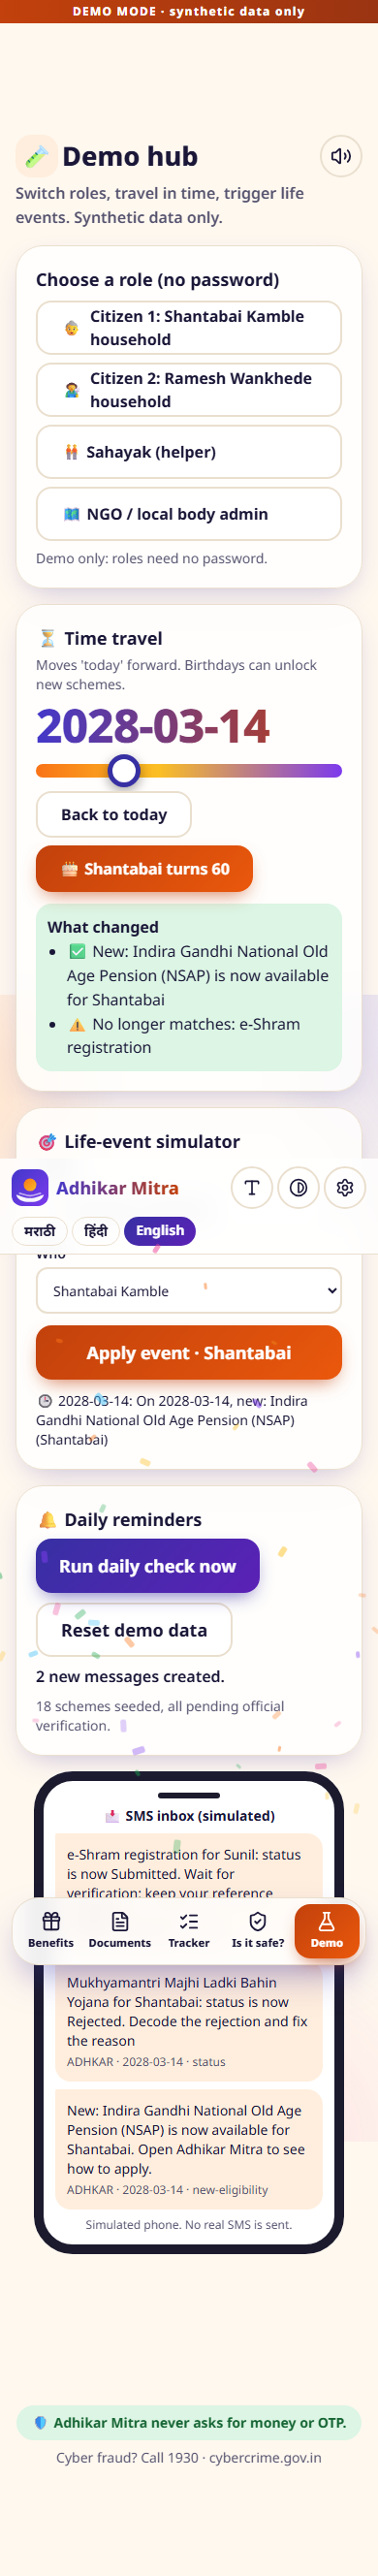 DEMO MODE · synthetic data only
Demo hub
Switch roles, travel in time, trigger life
events. Synthetic data only.
Choose a role (no password)
Citizen 1: Shantabai Kamble
household
Citizen 2: Ramesh Wankhede
household
Sahayak (helper)
NGO / local body admin
Demo only: roles need no password.
Time travel
Moves 'today' forward. Birthdays can unlock
new schemes.
2028-03-14
Back to today
Shantabai turns 60
What changed
New: Indira Gandhi National Old
Age Pension (NSAP) is now available
for Shantabai
No longer matches: e-Shram
registration
Life-event simulator
Adhikar Mitra
मराठी
हिंदी
English
Who
Shantabai Kamble
Apply event · Shantabai
2028-03-14: On 2028-03-14, new: Indira
Gandhi National Old Age Pension (NSAP)
(Shantabai)
Daily reminders
Run daily check now
Reset demo data
2 new messages created.
18 schemes seeded, all pending official
verification.
SMS inbox (simulated)
e-Shram registration for Sunil: status
is now Submitted. Wait for
verification; keep your reference
Benefits
Documents
Tracker
Is it safe?
Demo
Mukhyamantri Majhi Ladki Bahin
Yojana for Shantabai: status is now
Rejected. Decode the rejection and fix
the reason
ADHKAR · 2028-03-14 · status
New: Indira Gandhi National Old Age
Pension (NSAP) is now available for
Shantabai. Open Adhikar Mitra to see
how to apply.
ADHKAR · 2028-03-14 · new-eligibility
Simulated phone. No real SMS is sent.
Adhikar Mitra never asks for money or OTP.
Cyber fraud? Call 1930 · cybercrime.gov.in